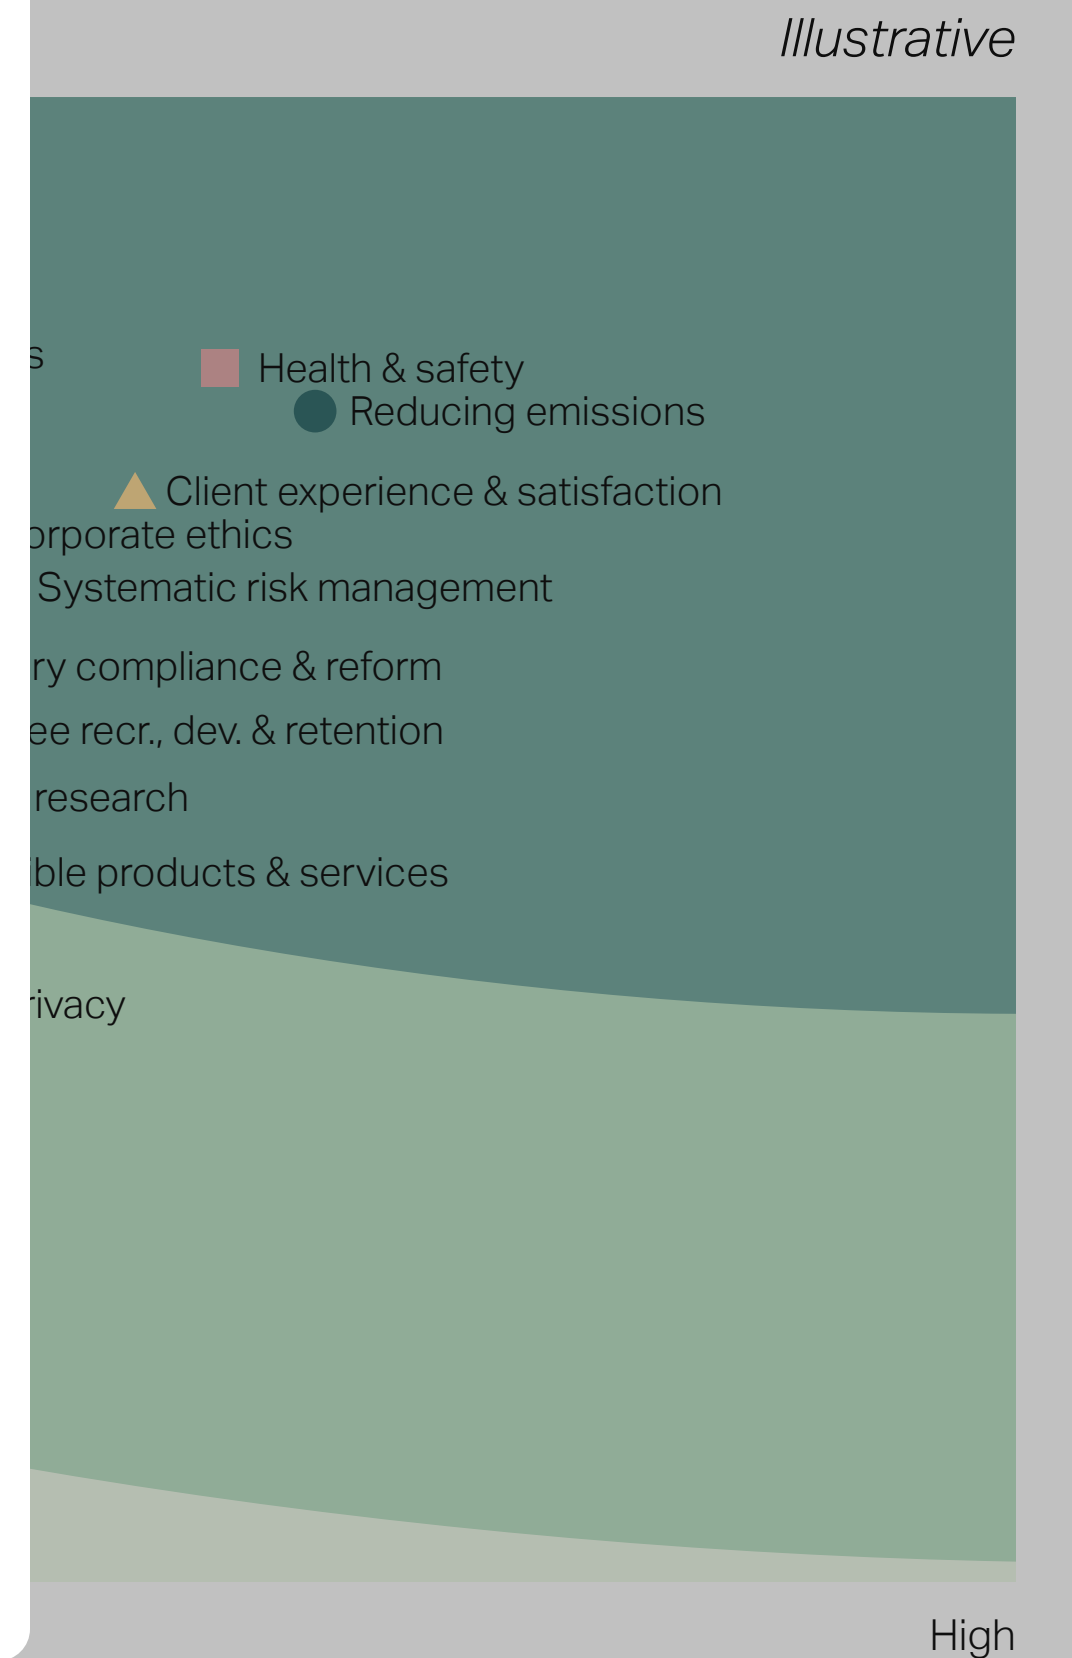 Illustrative
s
Health & safety
Reducing emissions
Client experience & satisfaction
orporate ethics
Systematic risk management
ry compliance & reform
ee recr., dev. & retention
research
ible products & services
rivacy
High